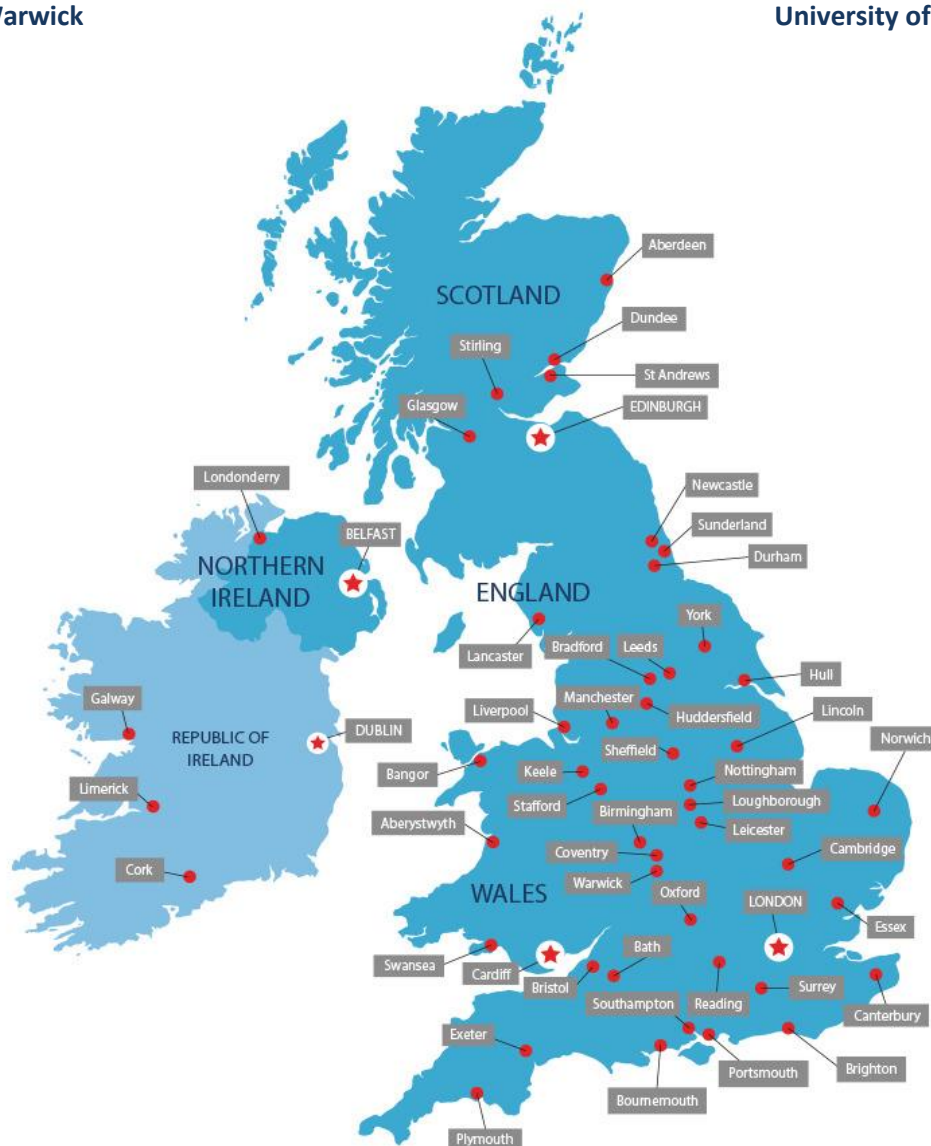 Warwick
University of
Aberdeen
SCOTLAND
Dundee
Stirling
St Andrews
Glasgow
EDINBURGH
Londonderry
Newcastle
Sunderland
BELFAST
Durham
NORTHERN
IRELAND
ENGLAND
York
Lancaster
Bradford
Leeds
Hull
Galway
Manchester
Liverpool
Huddersfield
Lincoln
DUBLIN
REPUBLIC OF
IRELAND
Norwich
Sheffield
Bangor
Keele
Nottingham
Limerick
Stafford
Loughborough
Birmingham
Aberystwyth
Leicester
Coventry
Cambridge
Cork
Warwick
WALES
Oxford
LONDON
Essex
Swansea
Cardiff
Bath
Bristol
Surrey
Southampton
Reading
Canterbury
Exeter
Portsmouth
Brighton
Bournemouth
Plymouth